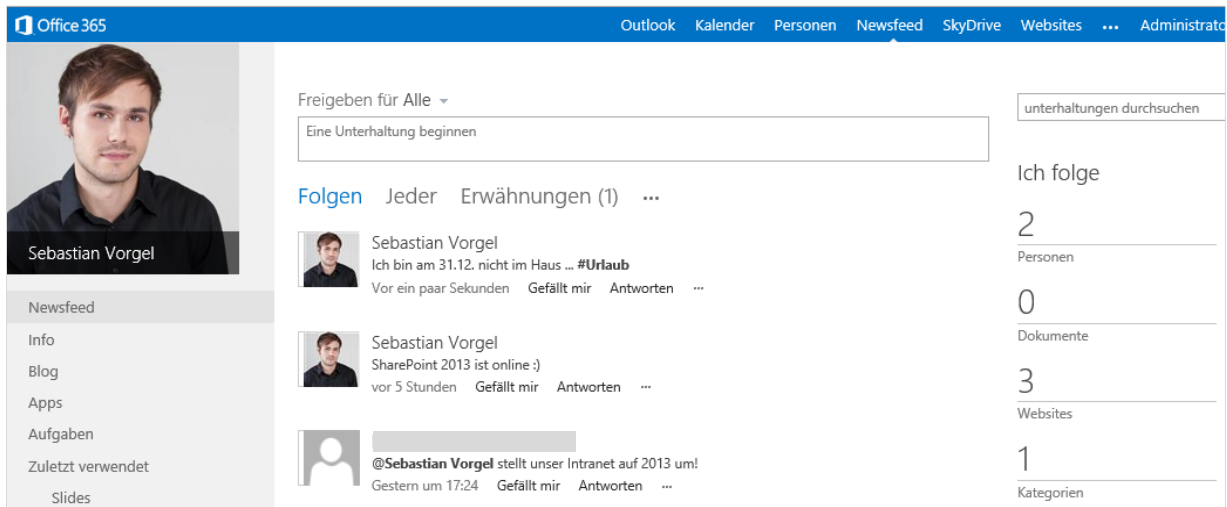 Office 365
Outlook Kalender Personen Newsfeed SkyDrive Websites ... Administrato
Sebastian Vorgel
Newsfeed
Info
Blog
Apps
Aufgaben
Zuletzt verwendet
Slides
Freigeben für Alle
Eine Unterhaltung beginnen
Folgen Jeder Erwähnungen (1) ...
Sebastian Vorgel
Ich bin am 31.12. nicht im Haus ... #Urlaub
Vor ein paar Sekunden Gefällt mir Antworten ...
Sebastian Vorgel
SharePoint 2013 ist online :)
vor 5 Stunden Gefällt mir Antworten ...
@Sebastian Vorgel stellt unser Intranet auf 2013 um!
Gestern um 17:24 Gefällt mir Antworten ...
unterhaltungen durchsuchen
Ich folge
2
Personen
0
Dokumente
3
Websites
1
Kategorien